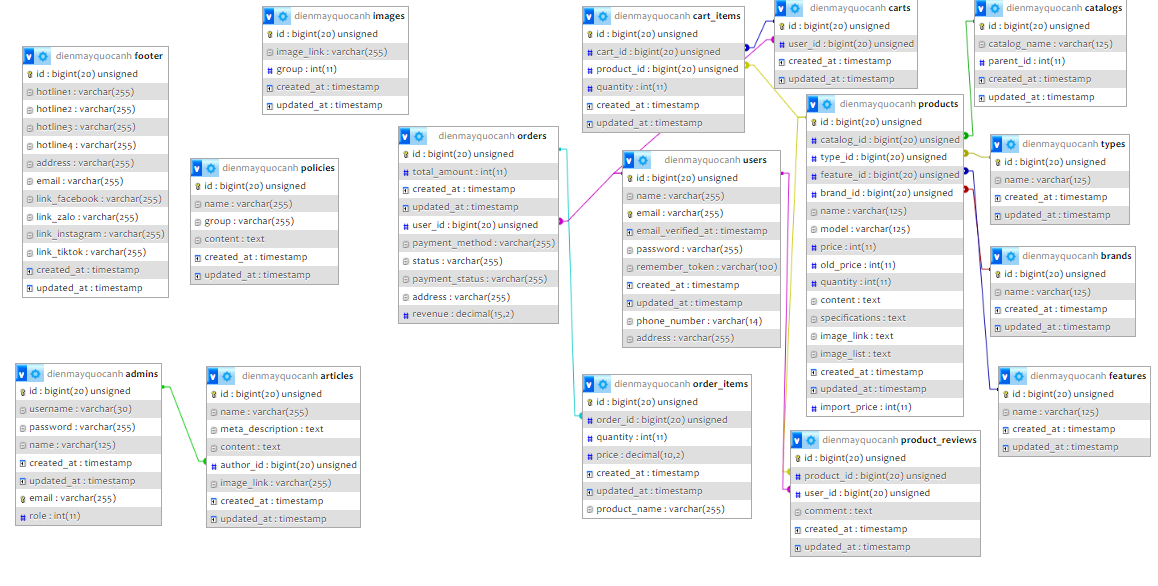 dienmayquocanh images
id : bigint(20) unsigned
image_link : varchar(255)
group : int(11)
created_at : timestamp
updated_at : timestamp
dienmayquocanh cart_items
id : bigint(20) unsigned
cart_id : bigint(20) unsigned
product_id : bigint(20) unsigned
quantity : int(11)
created_at : timestamp
updated_at : timestamp
dienmayquocanh carts
id : bigint(20) unsigned
user_id : bigint(20) unsigned
created_at : timestamp
updated_at : timestamp
dienmayquocanh catalogs
id : bigint(20) unsigned
catalog_name : varchar(125)
parent_id : int(11)
created_at : timestamp
updated_at : timestamp
dienmayquocanh footer
id : bigint(20) unsigned
hotline1 : varchar(255)
hotline2 : varchar(255)
hotline3 : varchar(255)
hotline4 : varchar(255)
address : varchar(255)
email : varchar(255)
link_facebook : varchar(255)
link_zalo : varchar(255)
link_instagram : varchar(255)
link_tiktok : varchar(255)
created_at : timestamp
updated_at : timestamp
dienmayquocanh policies
id : bigint(20) unsigned
name : varchar(255)
group : varchar(255)
content : text
created_at : timestamp
updated_at : timestamp
dienmayquocanh orders
id : bigint(20) unsigned
total_amount : int(11)
created_at : timestamp
updated_at : timestamp
user_id : bigint(20) unsigned
payment_method : varchar(255)
status : varchar(255)
payment_status : varchar(255)
address : varchar(255)
revenue : decimal(15,2)
dienmayquocanh users
id : bigint(20) unsigned
name : varchar(255)
email : varchar(255)
email_verified_at : timestamp
password : varchar(255)
remember_token : varchar(100)
created_at : timestamp
updated_at : timestamp
phone_number : varchar(14)
address : varchar(255)
dienmayquocanh products
id : bigint(20) unsigned
catalog_id : bigint(20) unsigned
type_id : bigint(20) unsigned
feature_id : bigint(20) unsigned
brand_id : bigint(20) unsigned
name : varchar(125)
model : varchar(125)
price : int(11)
old_price : int(11)
quantity : int(11)
content : text
specifications : text
image_link : text
image_list : text
created_at : timestamp
updated_at : timestamp
import_price : int(11)
dienmayquocanh types
id : bigint(20) unsigned
name : varchar(125)
created_at : timestamp
updated_at : timestamp
dienmayquocanh brands
id : bigint(20) unsigned
name : varchar(125)
created_at : timestamp
updated_at : timestamp
dienmayquocanh features
id : bigint(20) unsigned
name : varchar(125)
created_at : timestamp
updated_at : timestamp
dienmayquocanh admins
id : bigint(20) unsigned
username : varchar(30)
password : varchar(255)
name : varchar(125)
created_at : timestamp
updated_at : timestamp
email : varchar(255)
role : int(11)
dienmayquocanh articles
id : bigint(20) unsigned
name : varchar(255)
meta_description : text
content : text
author_id : bigint(20) unsigned
image_link : varchar(255)
created_at : timestamp
updated_at : timestamp
dienmayquocanh order_items
id : bigint(20) unsigned
order_id : bigint(20) unsigned
quantity : int(11)
price : decimal(10,2)
created_at : timestamp
updated_at : timestamp
product_name : varchar(255)
dienmayquocanh product_reviews
id : bigint(20) unsigned
product_id : bigint(20) unsigned
user_id : bigint(20) unsigned
comment : text
created_at : timestamp
updated_at : timestamp